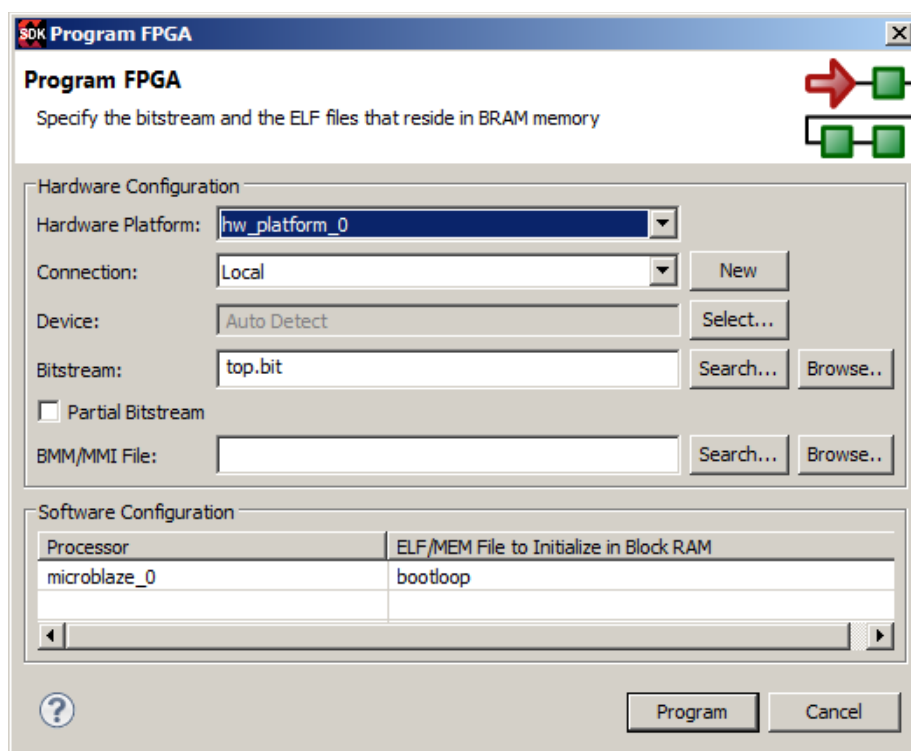 SDK Program FPGA
Program FPGA
Specify the bitstream and the ELF files that reside in BRAM memory
Hardware Configuration
Hardware Platform: hw_platform_0
Connection: Local New
Device: Auto Detect Select...
Bitstream: top.bit Search... Browse..
Partial Bitstream
BMM/MMI File: Search... Browse..
Software Configuration
Processor ELF/MEM File to Initialize in Block RAM
microblaze_0 bootloop
? Program Cancel